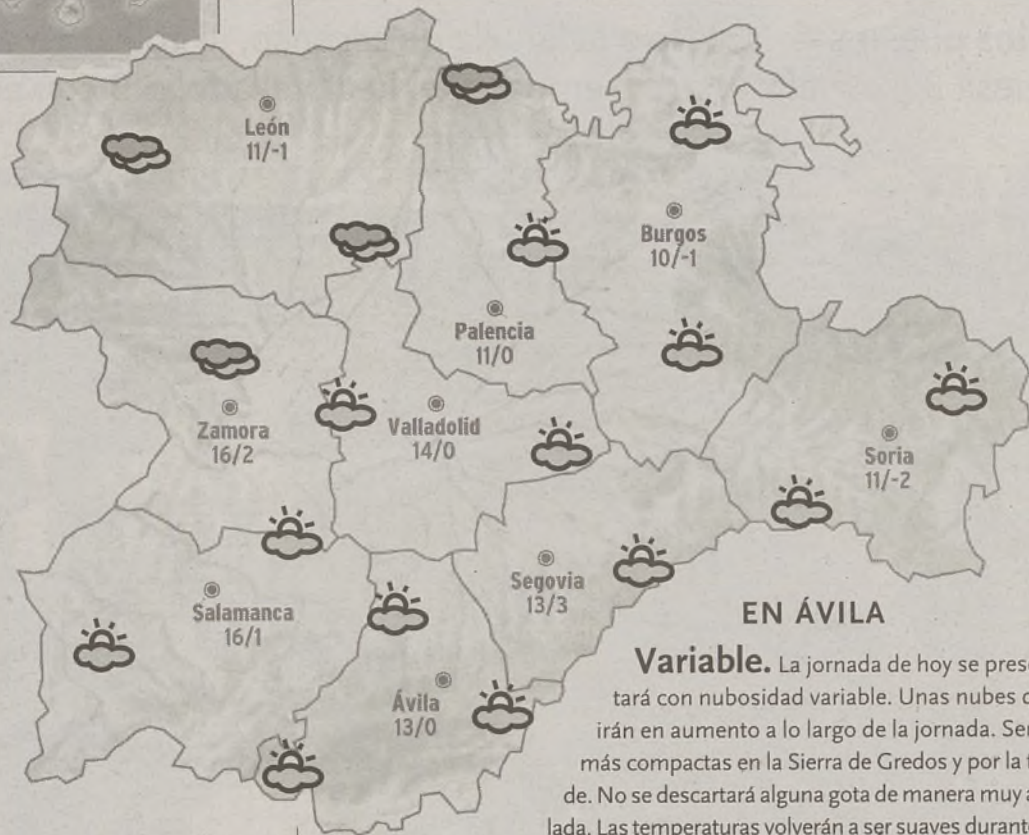 León
11/-1
Burgos
10/-1
Palencia
11/0
Zamora
16/2
Valladolid
14/0
Soria
11/-2
Segovia
13/3
Salamanca
16/1
Ávila
13/0
EN ÁVILA
Variable. La jornada de hoy se prese
tará con nubosidad variable. Unas nubes
irán en aumento a lo largo de la jornada. Ser
más compactas en la Sierra de Gredos y por la
de. No se descartará alguna gota de manera muy
lada. Las temperaturas volverán a ser suaves durant